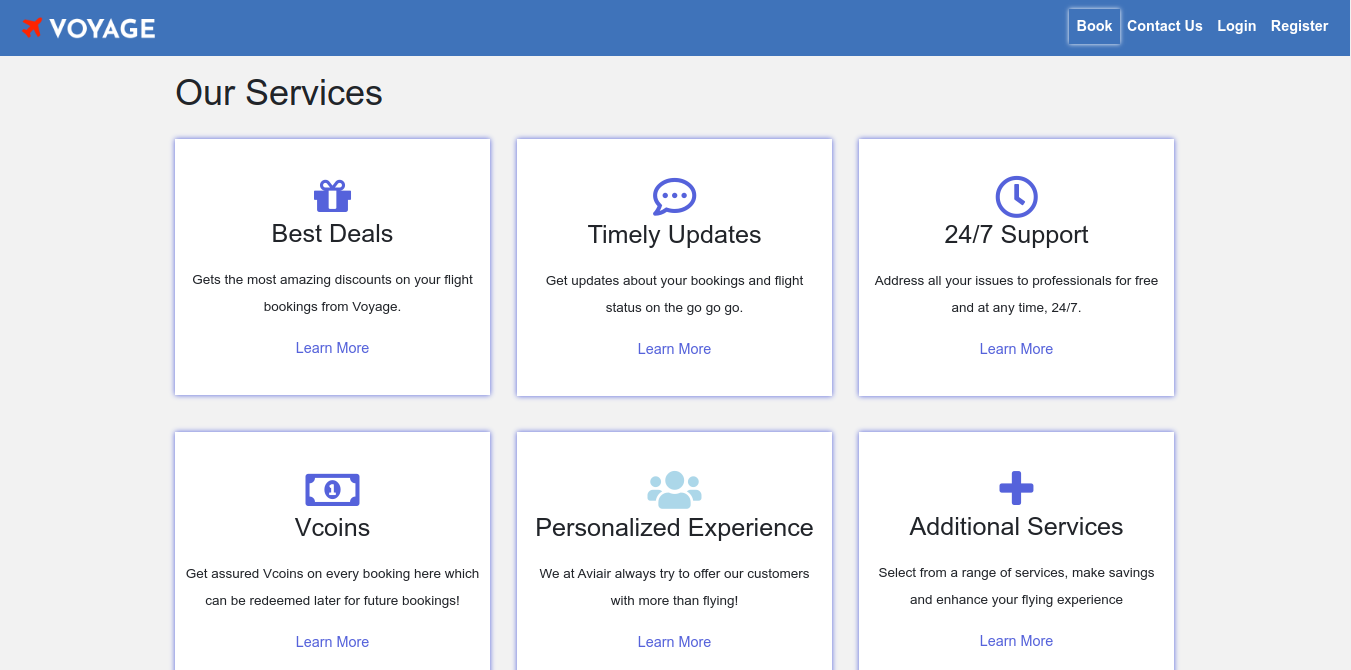 VOYAGE
Book Contact Us Login Register
Our Services
Best Deals
Gets the most amazing discounts on your flight
bookings from Voyage.
Learn More
Timely Updates
Get updates about your bookings and flight
status on the go go go.
Learn More
24/7 Support
Address all your issues to professionals for free
and at any time, 24/7.
Learn More
1
Vcoins
Get assured Vcoins on every booking here which
can be redeemed later for future bookings!
Learn More
Personalized Experience
We at Aviair always try to offer our customers
with more than flying!
Learn More
Additional Services
Select from a range of services, make savings
and enhance your flying experience
Learn More